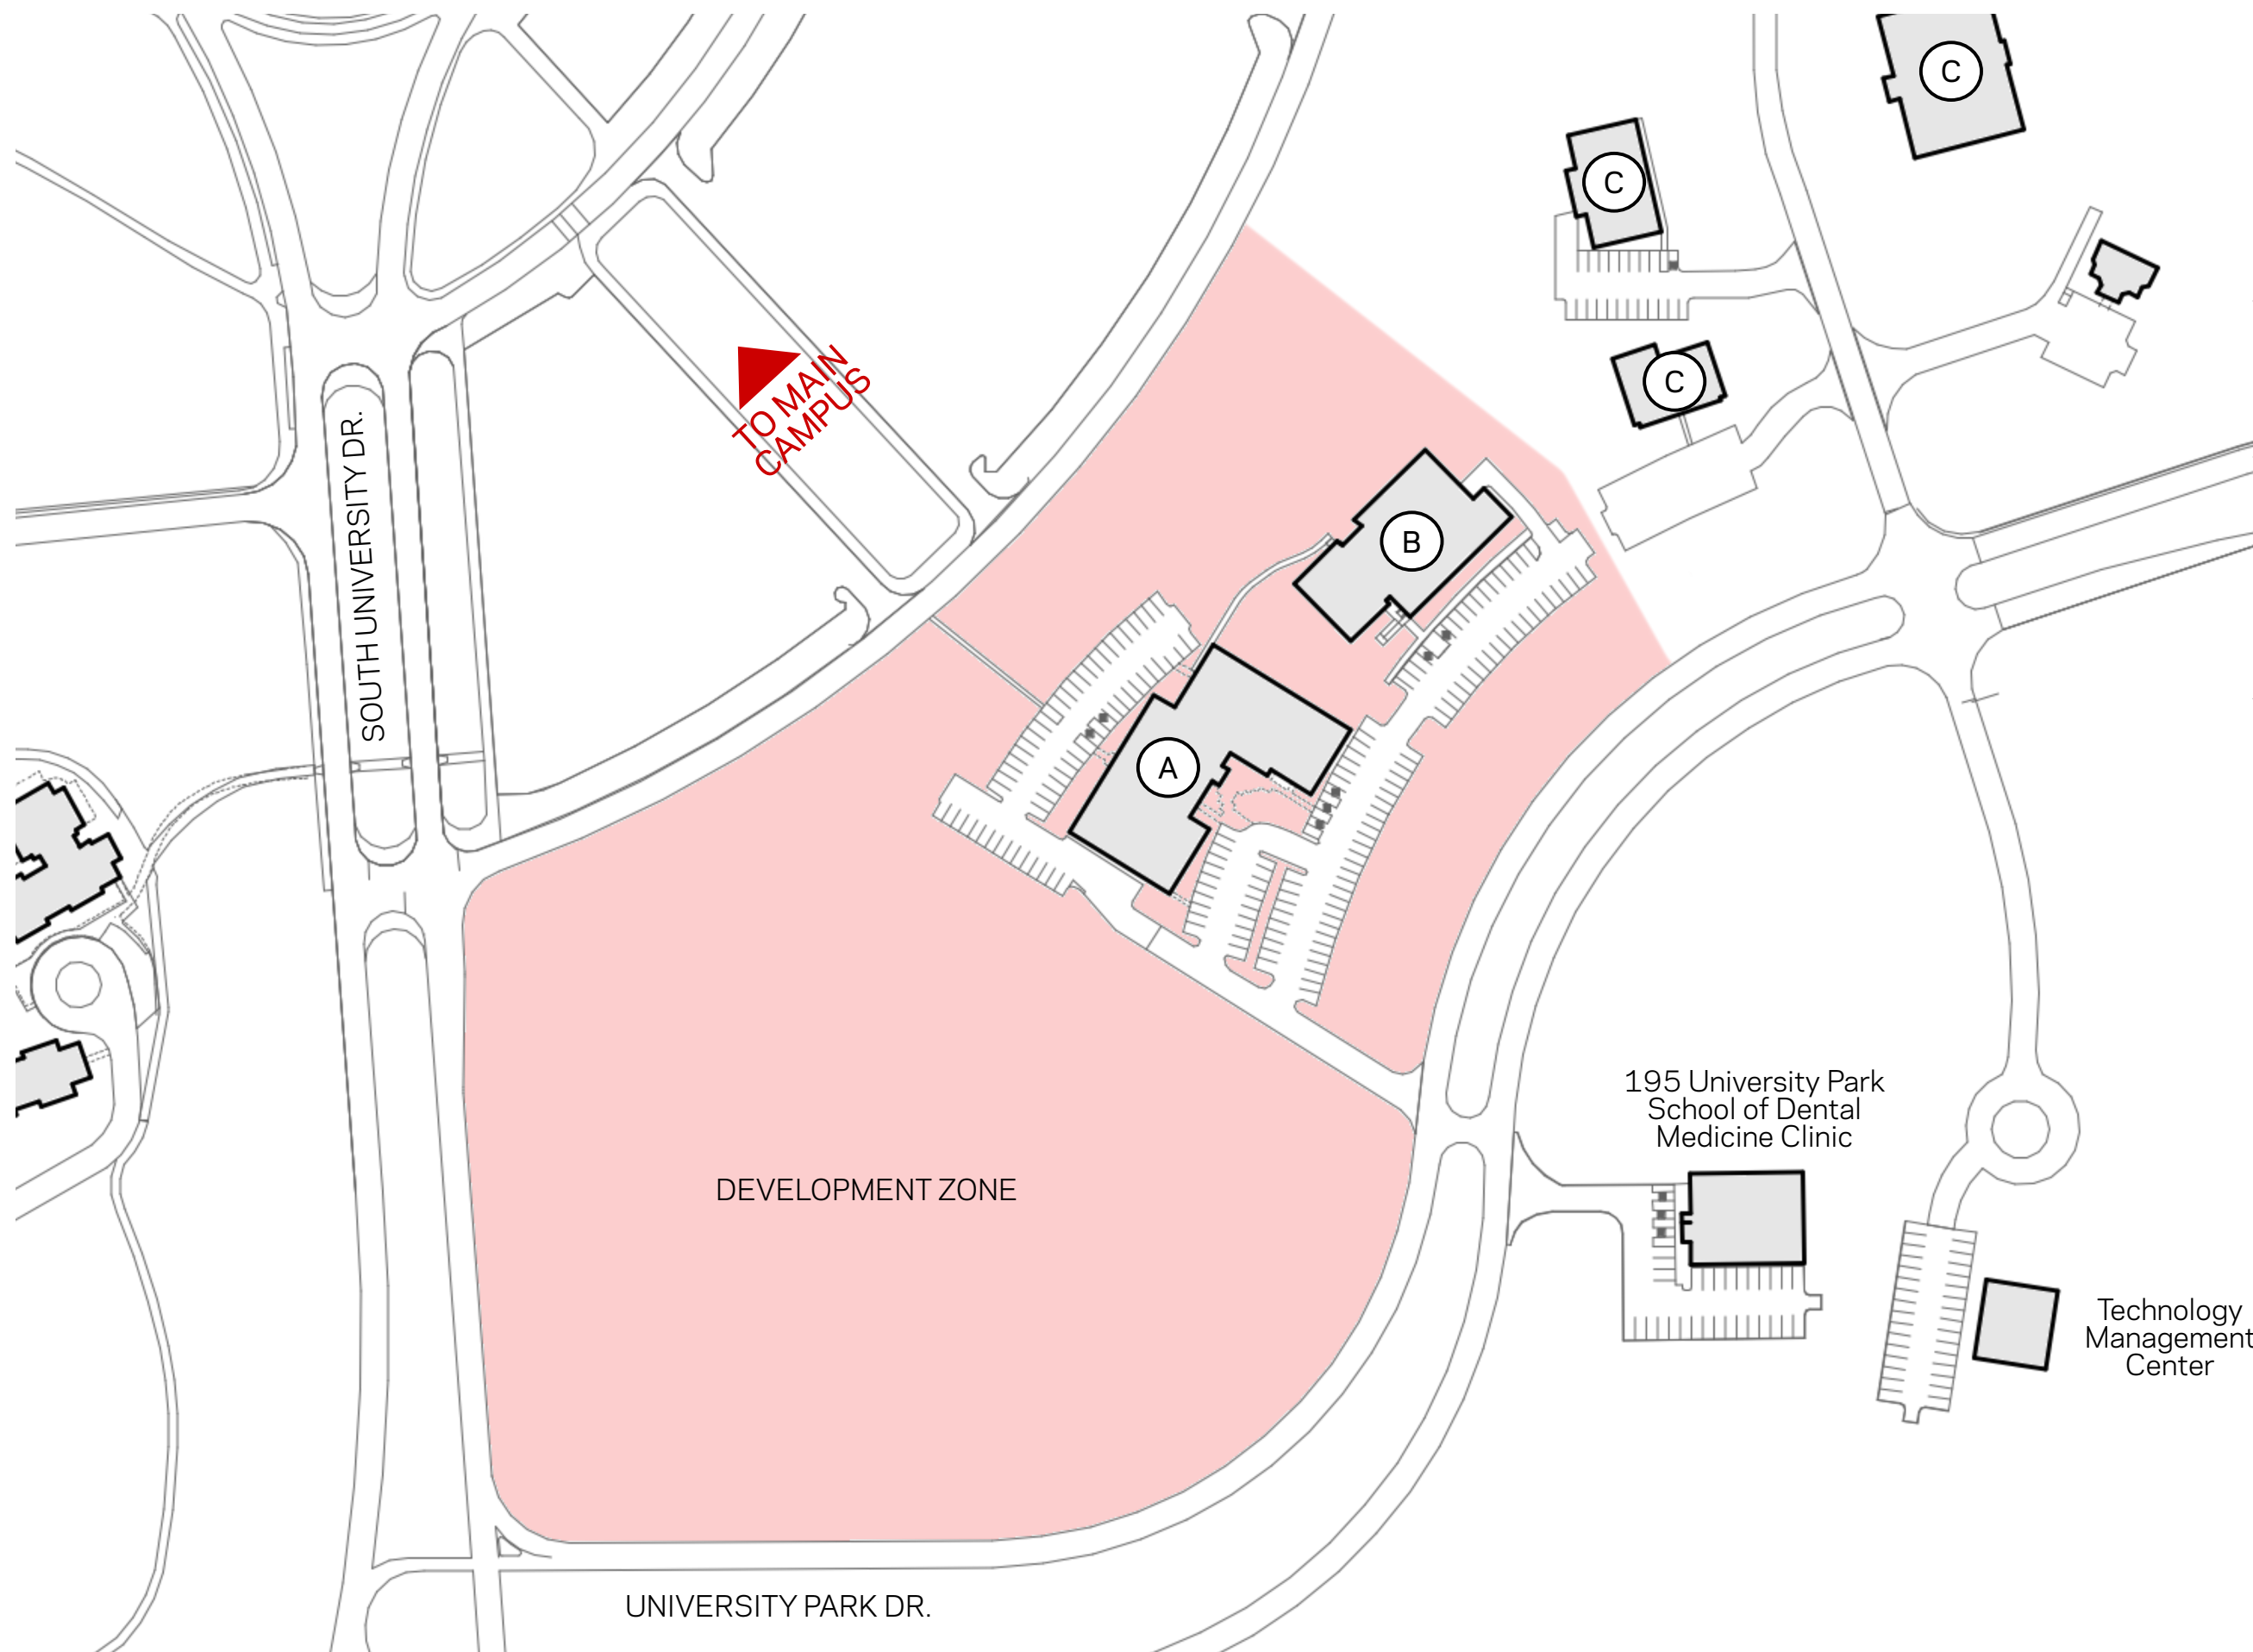 C
C
TO MAIN
CAMPUS
C
SOUTH UNIVERSITY DR.
B
A
195 University Park
School of Dental
Medicine Clinic
DEVELOPMENT ZONE
Technology
Management
Center
UNIVERSITY PARK DR.